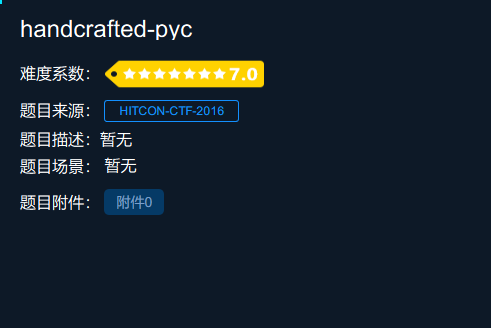 handcrafted-pyc
难度系数： 7.0
题目来源： HITCON-CTF-2016
题目描述：暂无
题目场景： 暂无
题目附件： 附件0